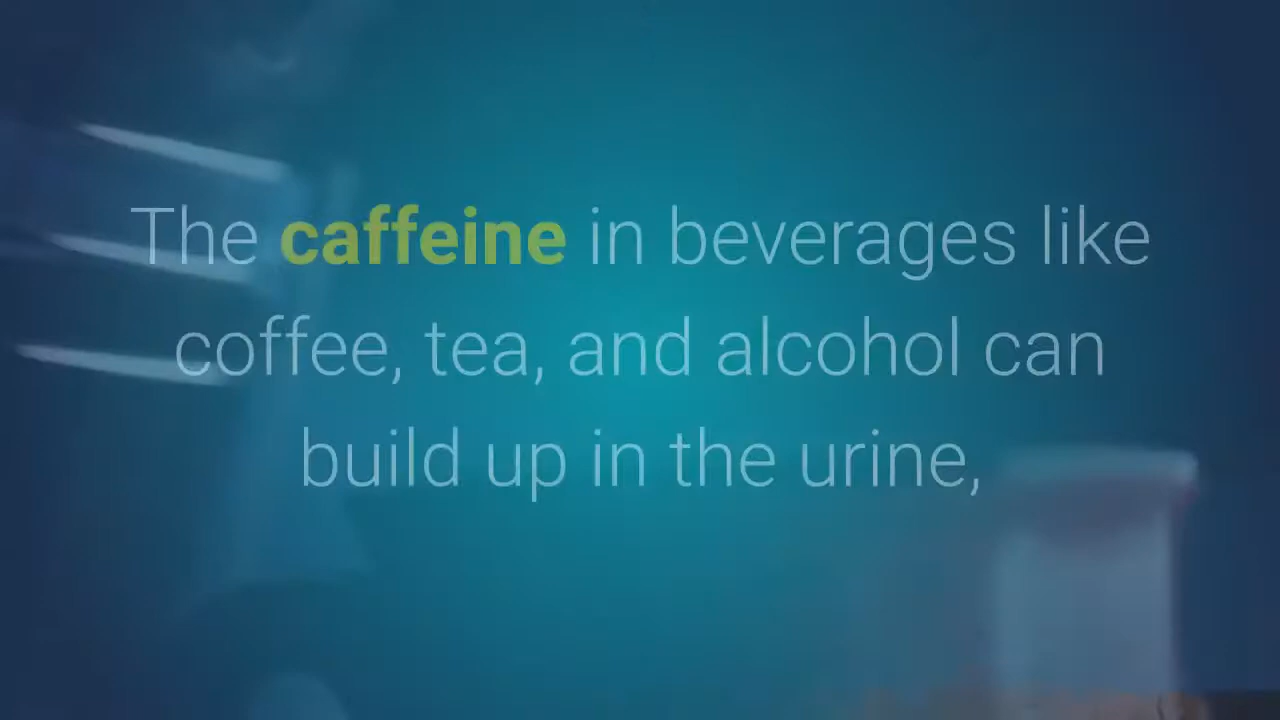 The caffeine in beverages like
coffee, tea, and alcohol can
build up in the urine,